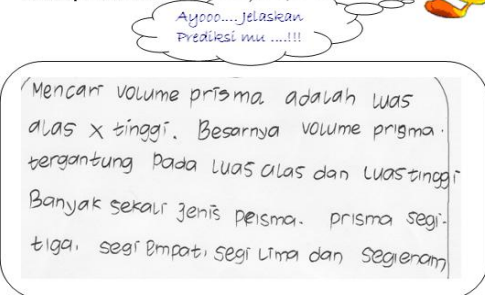 Ayooo.... Jelaskan
Prediksi mu ....!!!
Mencari volume prisma adalah luas
alas x tinggi. Besarnya volume prisma.
tergantung Pada luas alas dan luas tinggi
Banyak sekali Jenis peisma. prisma segi-
tiga, segi Empat, segi Lima dan segienam